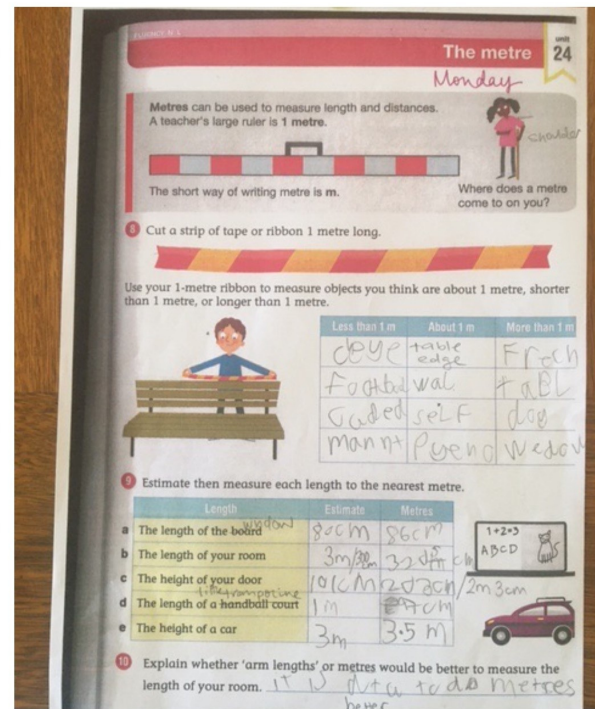 unit
The metre 24
Monday
Metres can be used to measure length and distances.
A teacher's large ruler is 1 metre.
shoulder
The short way of writing metre is m.
Where does a metre
come to on you?
8 Cut a strip of tape or ribbon 1 metre long.
Use your 1-metre ribbon to measure objects you think are about 1 metre, shorter
than 1 metre, or longer than 1 metre.
Less than 1 m About 1 m More than 1 m
table
edge
wal
seLF
9 Estimate then measure each length to the nearest metre.
Length Estimate Metres
window
a The length of the board 80cm 86cm
b The length of your room 3m
c The height of your door 101cm 203cm/2m 3cm
trampoline
d The length of a handball court 1m
e The height of a car 3m 3.5 m
1+2=3
ABCD
10 Explain whether 'arm lengths' or metres would be better to measure the
length of your room. it is to do metres
better